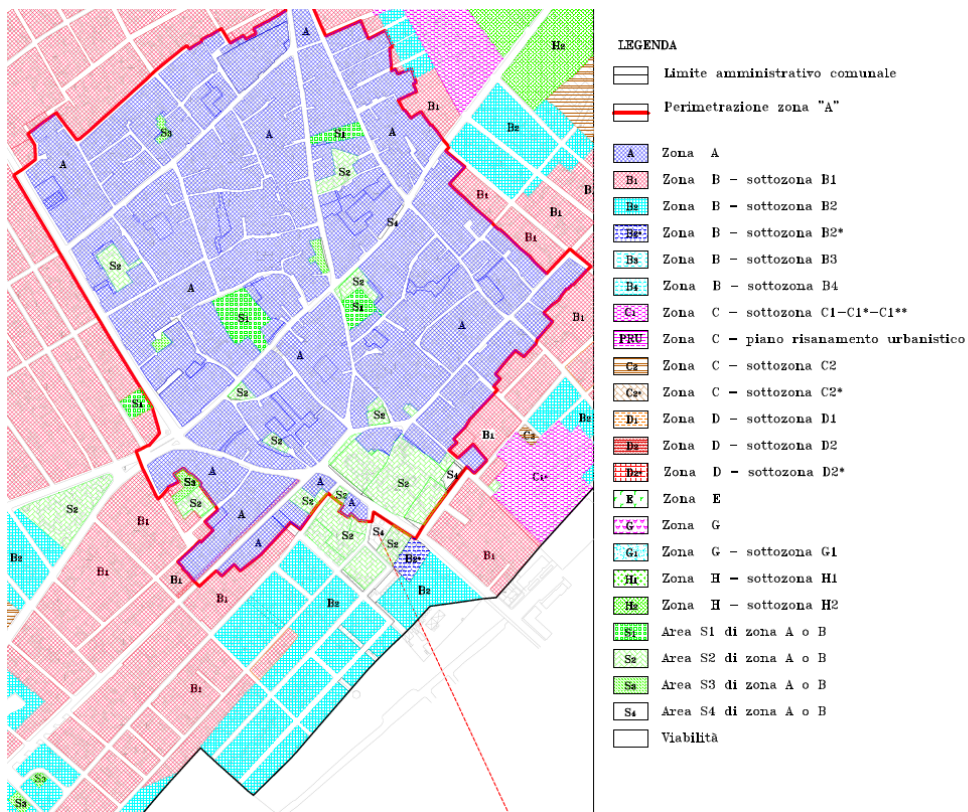 LEGENDA
Limite amministrativo comunale
Perimetrazione zona "A"
A Zona A
B1 Zona B - sottozona B1
B2 Zona B - sottozona B2
B2* Zona B - sottozona B2*
B3 Zona B - sottozona B3
B4 Zona B - sottozona B4
C1 Zona C - sottozona C1-C1*-C1**
PRU Zona C - piano risanamento urbanistico
C2 Zona C - sottozona C2
C2* Zona C - sottozona C2*
D1 Zona D - sottozona D1
D2 Zona D - sottozona D2
D2* Zona D - sottozona D2*
E Zona E
G Zona G
G1 Zona G - sottozona G1
H1 Zona H - sottozona H1
H2 Zona H - sottozona H2
S1 Area S1 di zona A o B
S2 Area S2 di zona A o B
S3 Area S3 di zona A o B
S4 Area S4 di zona A o B
Viabilità
A
H2
B1
S3
A
S1
A
B2
A
S2
B1
B
S4
B1
B1
S2
S2
A
S1
S1
A
B1
A
S2
S1
S2
B2
B1
C2
S2
A
S4
C1*
S3
S2
A
S2
S2
S2
A
S2
B1
S4
S2
S2
A
B2
B2*
B1
B1
B1
B2
B2
B1
B2
B1
S3
S3